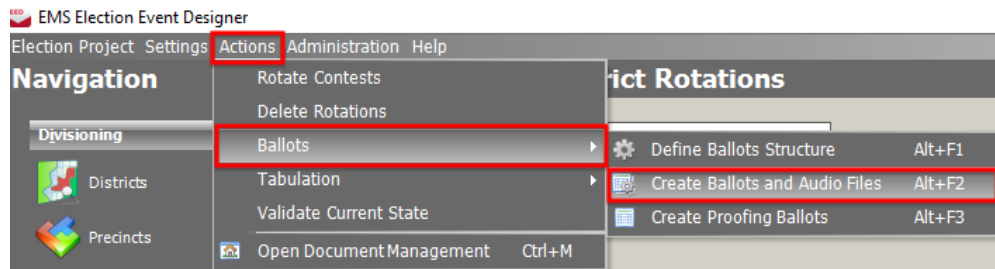 EMS Election Event Designer
Election Project Settings Actions Administration Help
Navigation
Rotate Contests
rict Rotations
Delete Rotations
Divisioning
Ballots
Define Ballots Structure Alt+F1
Districts
Tabulation
Create Ballots and Audio Files Alt+F2
Validate Current State
Create Proofing Ballots Alt+F3
Precincts
Open Document Management Ctrl+M